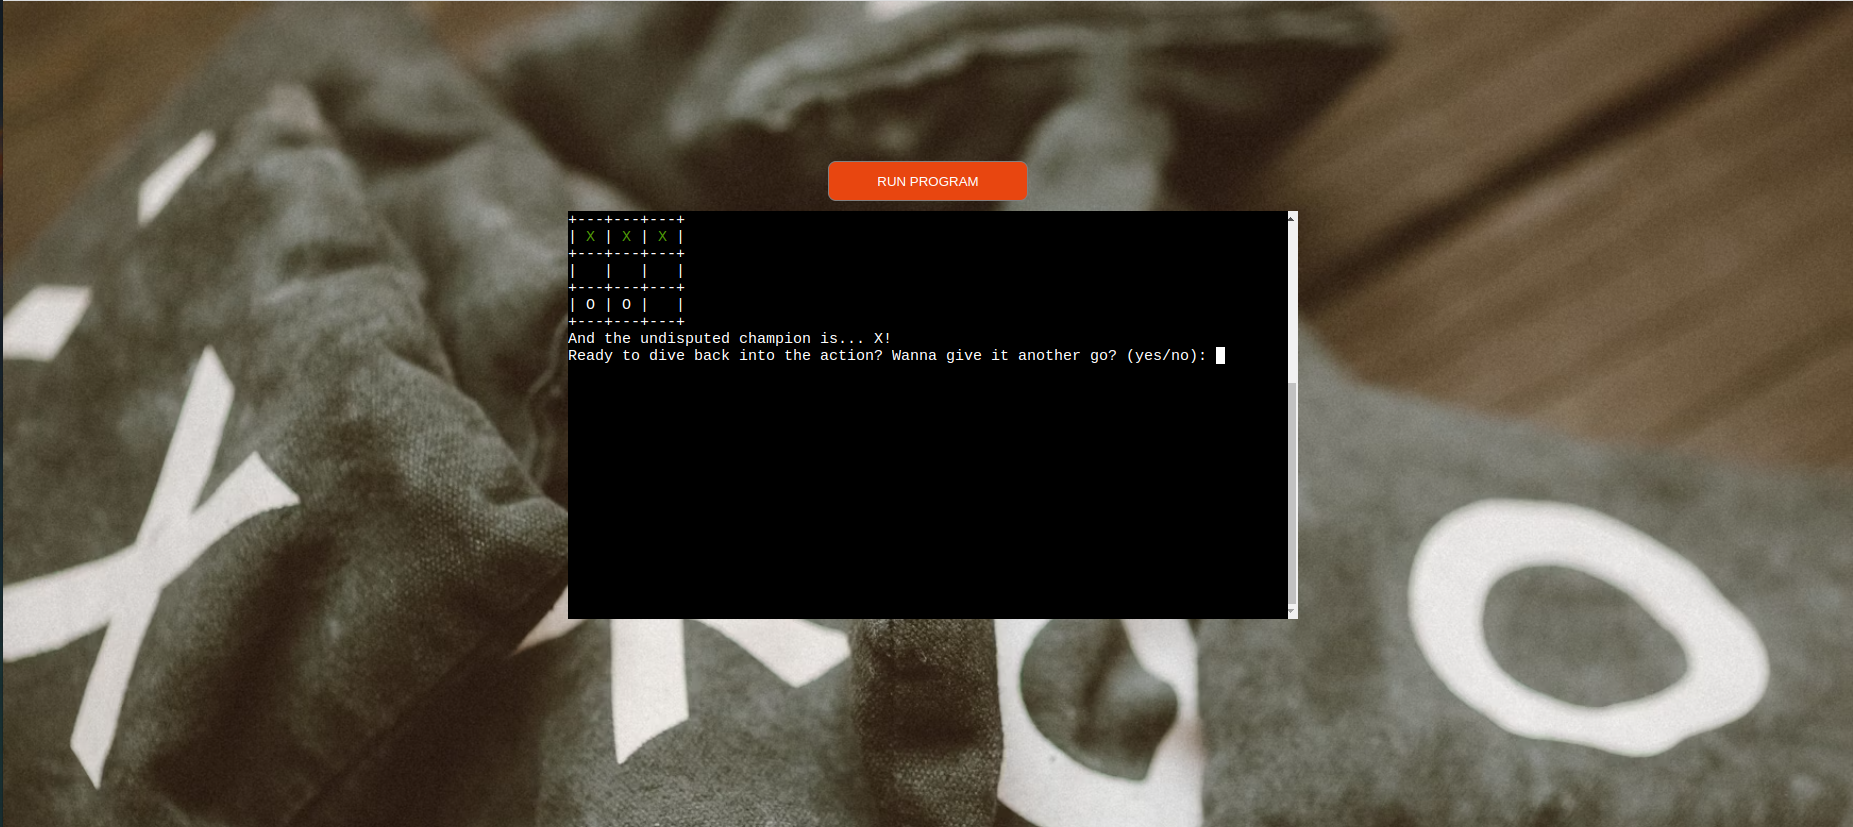 RUN PROGRAM
+---+---+---+
| X | X | X |
+---+---+---+
|   |   |   |
+---+---+---+
| O | O |   |
+---+---+---+
And the undisputed champion is... X!
Ready to dive back into the action? Wanna give it another go? (yes/no):
X
O